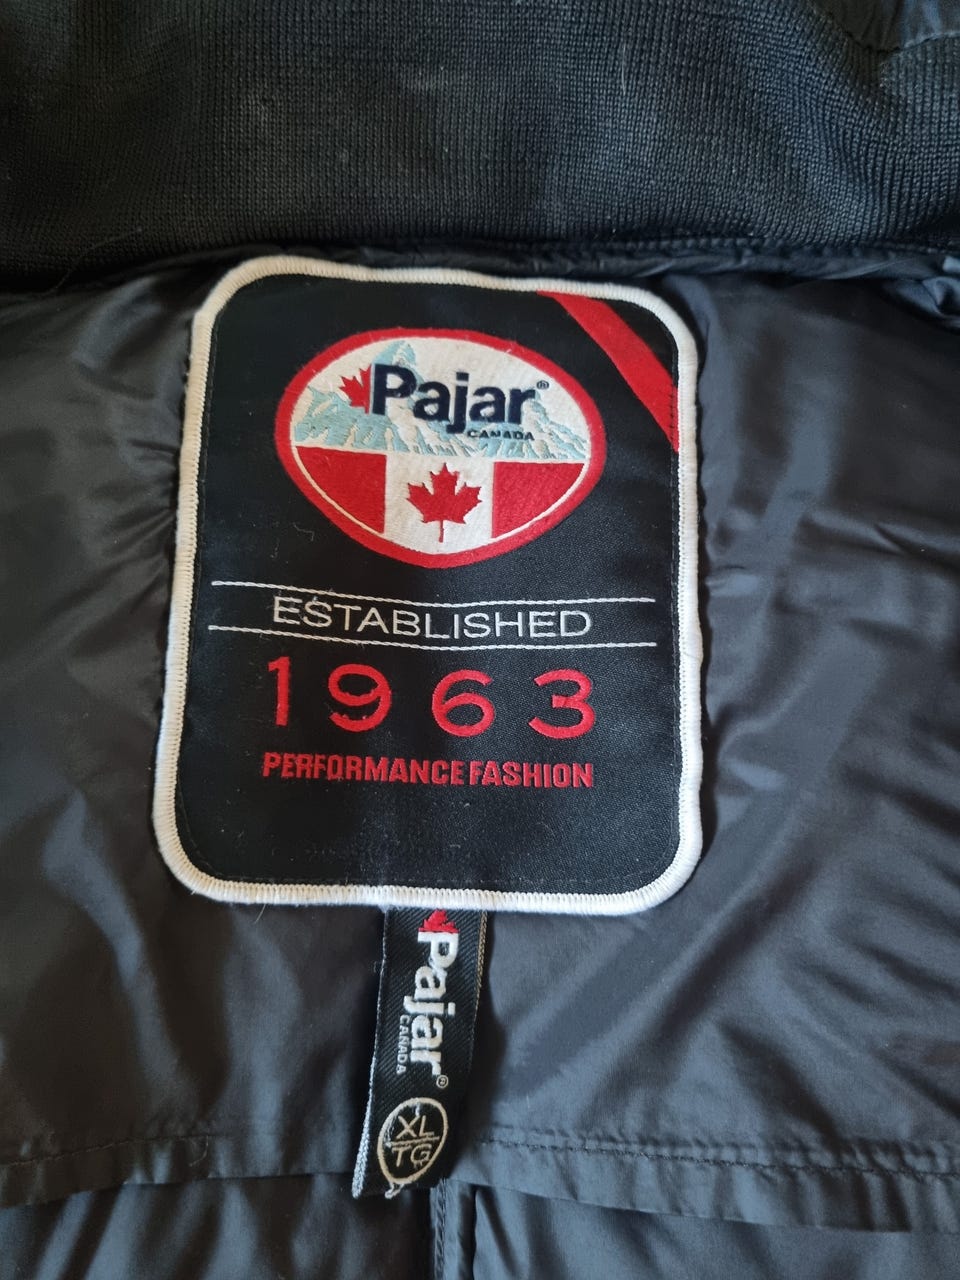 Pajar®
CANADA
ESTABLISHED
1963
PERFORMANCE FASHION
Pajar®
CANADA
XL
TG